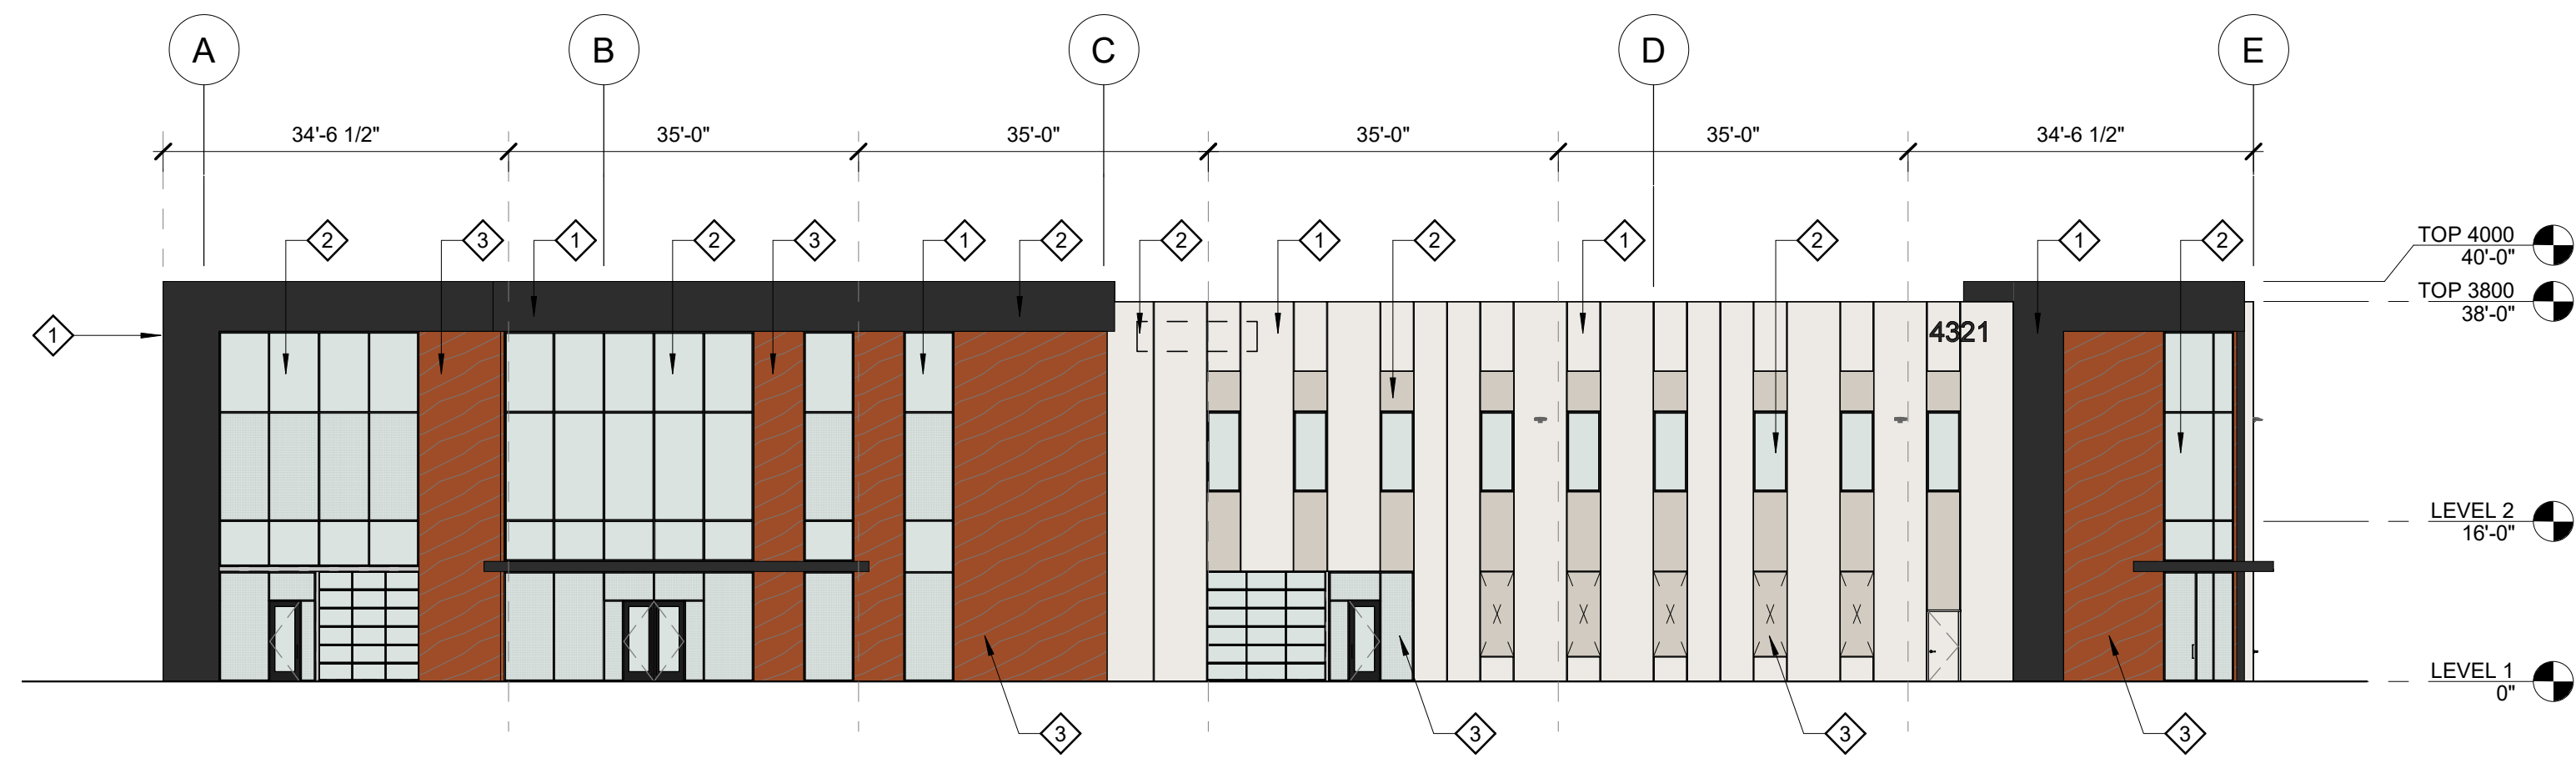 A B C D E
34'-6 1/2" 35'-0" 35'-0" 35'-0" 35'-0" 34'-6 1/2"
2 3 1 2 3 1 2 2 1 2 1 2 1 2
TOP 4000
40'-0"
TOP 3800
38'-0"
1
4321
LEVEL 2
16'-0"
LEVEL 1
0"
3 3 3 3